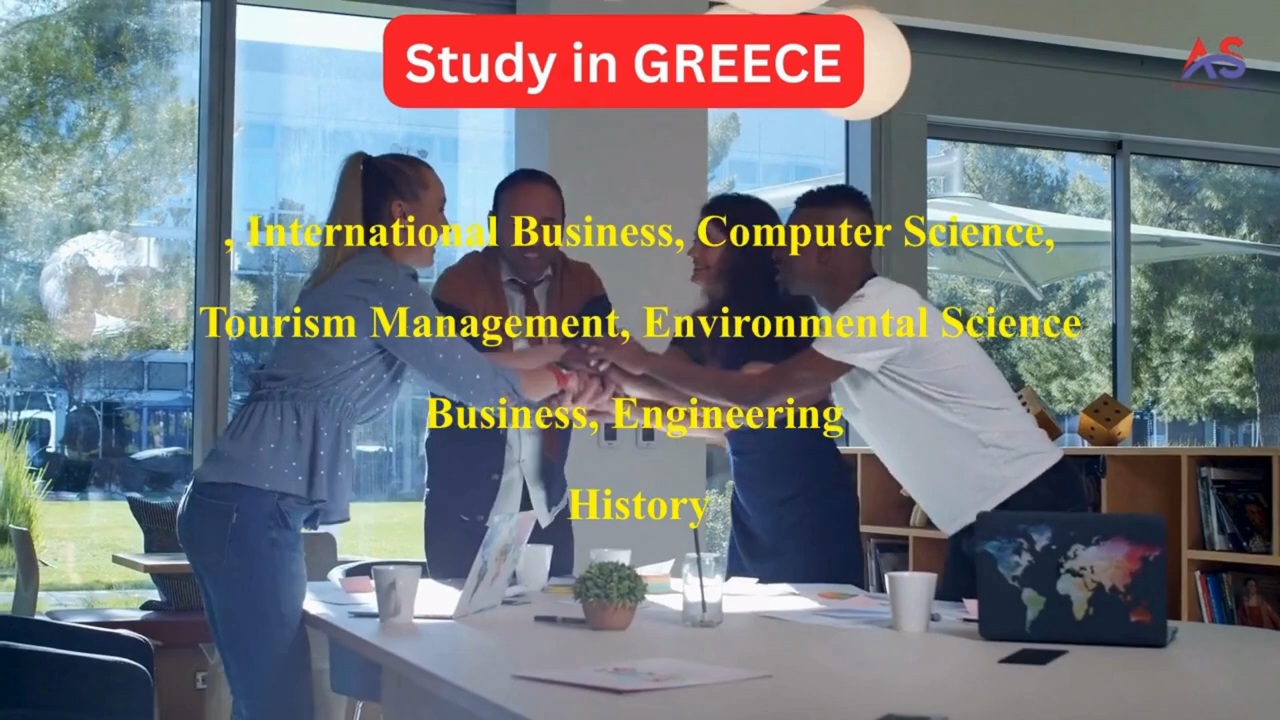 Study in GREECE
AS
, International Business, Computer Science,
Tourism Management, Environmental Science
Business, Engineering
History